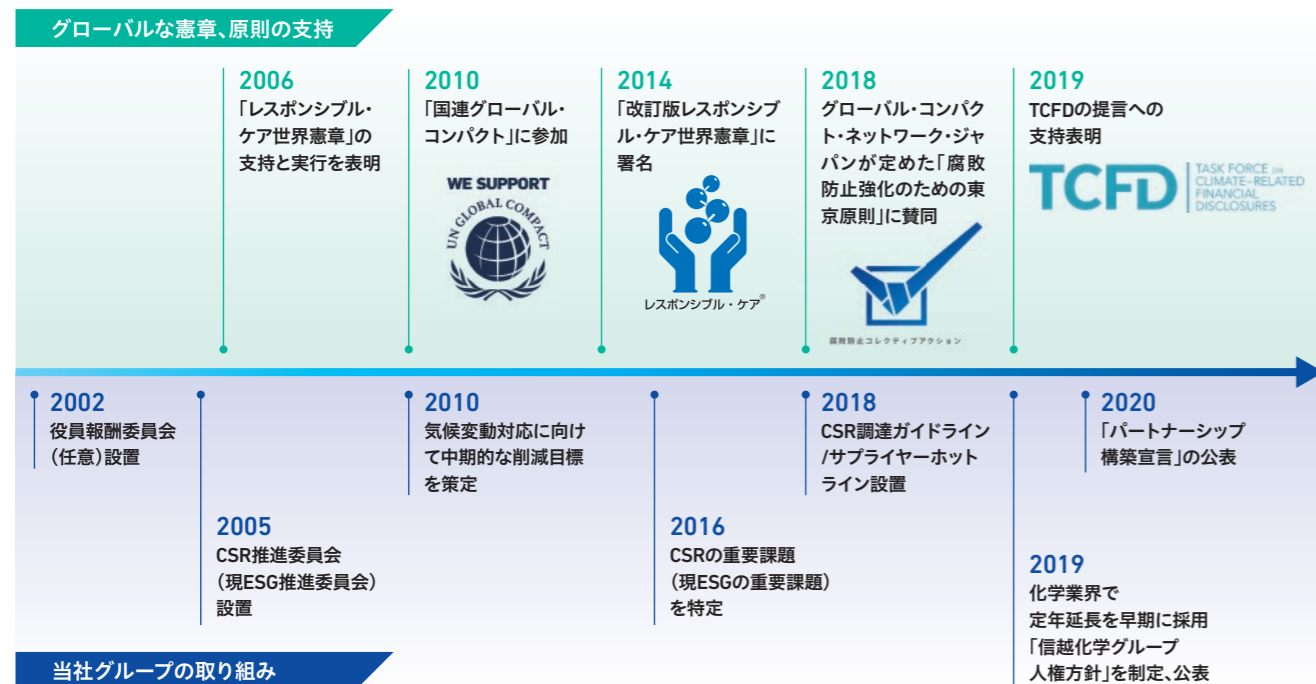 グローバルな憲章、原則の支持
2006
「レスポンシブル・
ケア世界憲章」の
支持と実行を表明
2010
「国連グローバル・
コンパクト」に参加
WE SUPPORT
UN GLOBAL COMPACT
2014
「改訂版レスポンシブ
ル・ケア世界憲章」に
署名
レスポンシブル・ケア®
2018
グローバル・コンパク
ト・ネットワーク・ジャ
パンが定めた「腐敗
防止強化のための東
京原則」に賛同
腐敗防止コレクティブアクション
2019
TCFDの提言への
支持表明
TCFD
TASK FORCE ON
CLIMATE-RELATED
FINANCIAL
DISCLOSURES
2002
役員報酬委員会
（任意）設置
2005
CSR推進委員会
（現ESG推進委員会）
設置
2010
気候変動対応に向け
て中期的な削減目標
を策定
2016
CSRの重要課題
（現ESGの重要課題）
を特定
2018
CSR調達ガイドライン
/サプライヤーホット
ライン設置
2019
化学業界で
定年延長を早期に採用
「信越化学グループ
人権方針」を制定、公表
2020
「パートナーシップ
構築宣言」の公表
当社グループの取り組み